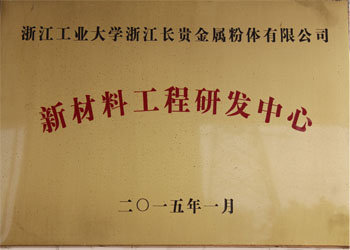 浙江工业大学浙江长贵金属粉体有限公司
新材料工程研发中心
二〇一五年一月